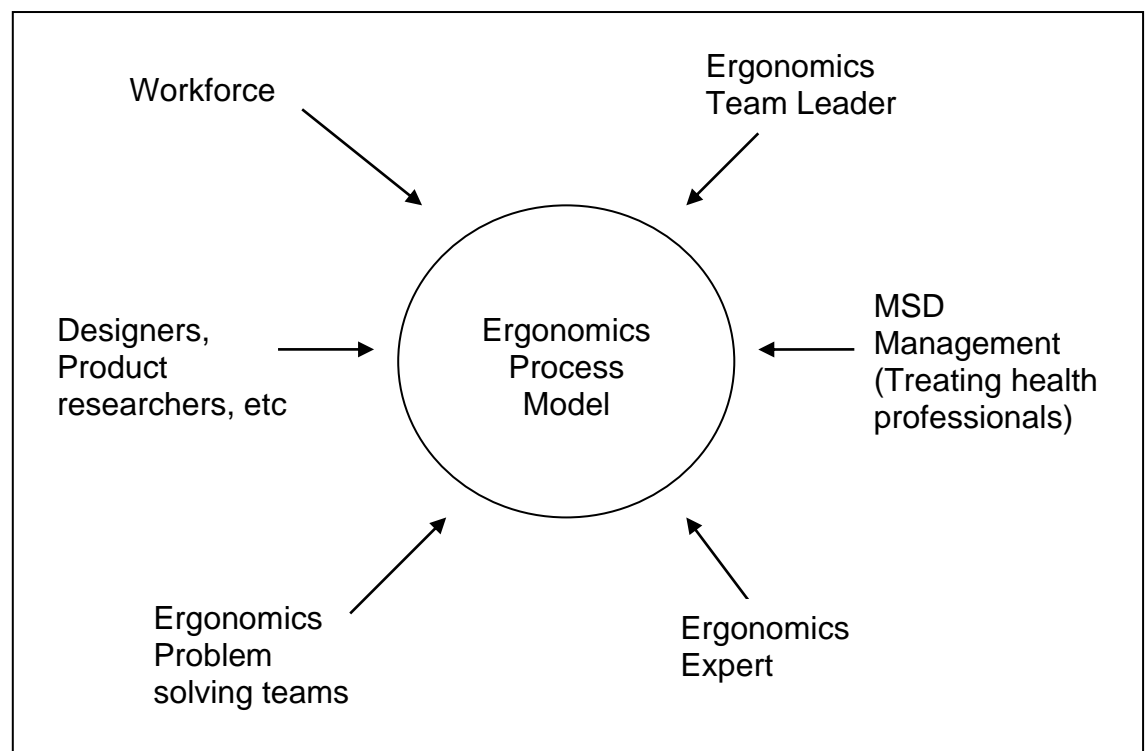 Workforce
Ergonomics
Team Leader
Designers,
Product
researchers, etc
Ergonomics
Process
Model
MSD
Management
(Treating health
professionals)
Ergonomics
Problem
solving teams
Ergonomics
Expert